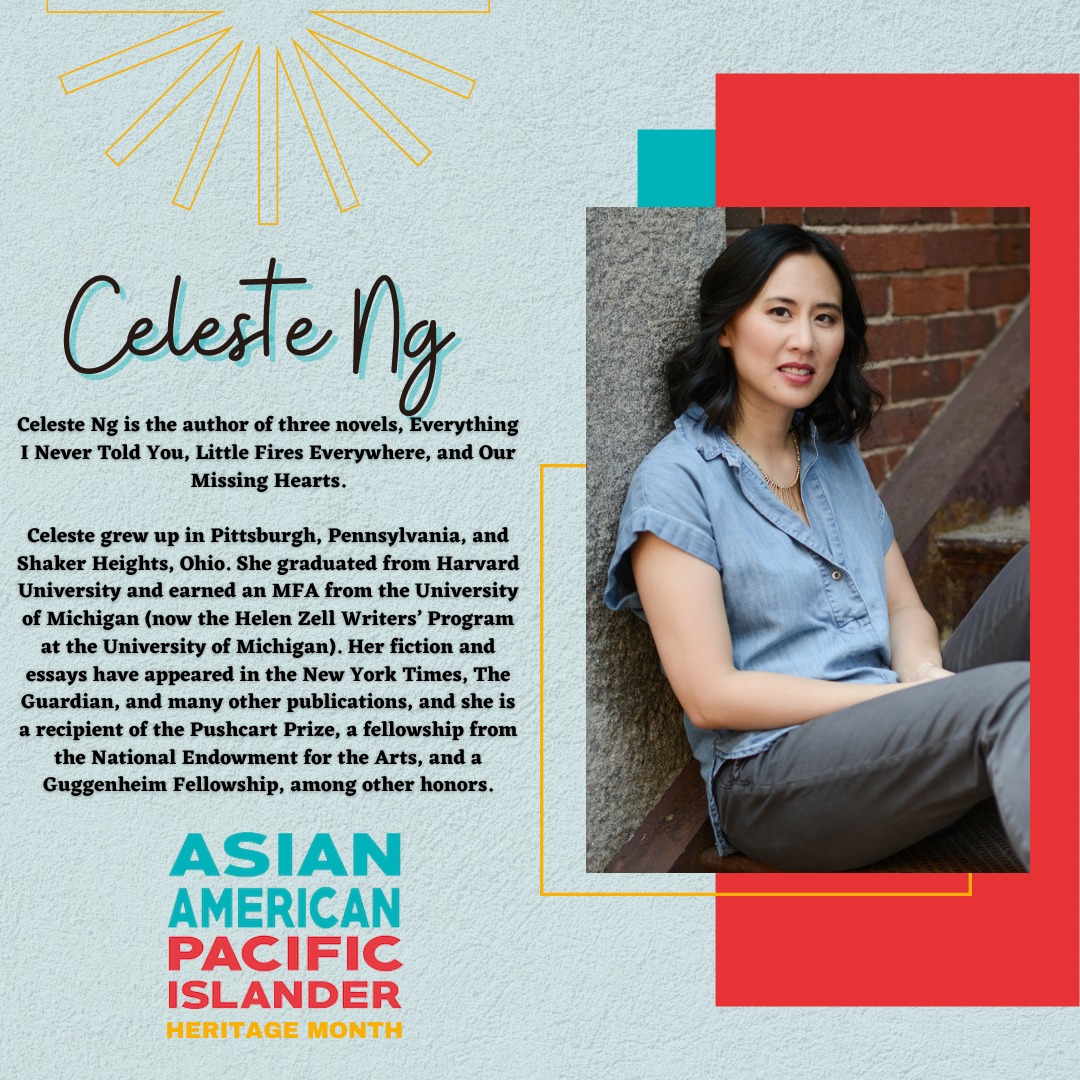 Celeste Ng
Celeste Ng is the author of three novels, Everything
I Never Told You, Little Fires Everywhere, and Our
Missing Hearts.
Celeste grew up in Pittsburgh, Pennsylvania, and
Shaker Heights, Ohio. She graduated from Harvard
University and earned an MFA from the University
of Michigan (now the Helen Zell Writers’ Program
at the University of Michigan). Her fiction and
essays have appeared in the New York Times, The
Guardian, and many other publications, and she is
a recipient of the Pushcart Prize, a fellowship from
the National Endowment for the Arts, and a
Guggenheim Fellowship, among other honors.
ASIAN
AMERICAN
PACIFIC
ISLANDER
HERITAGE MONTH